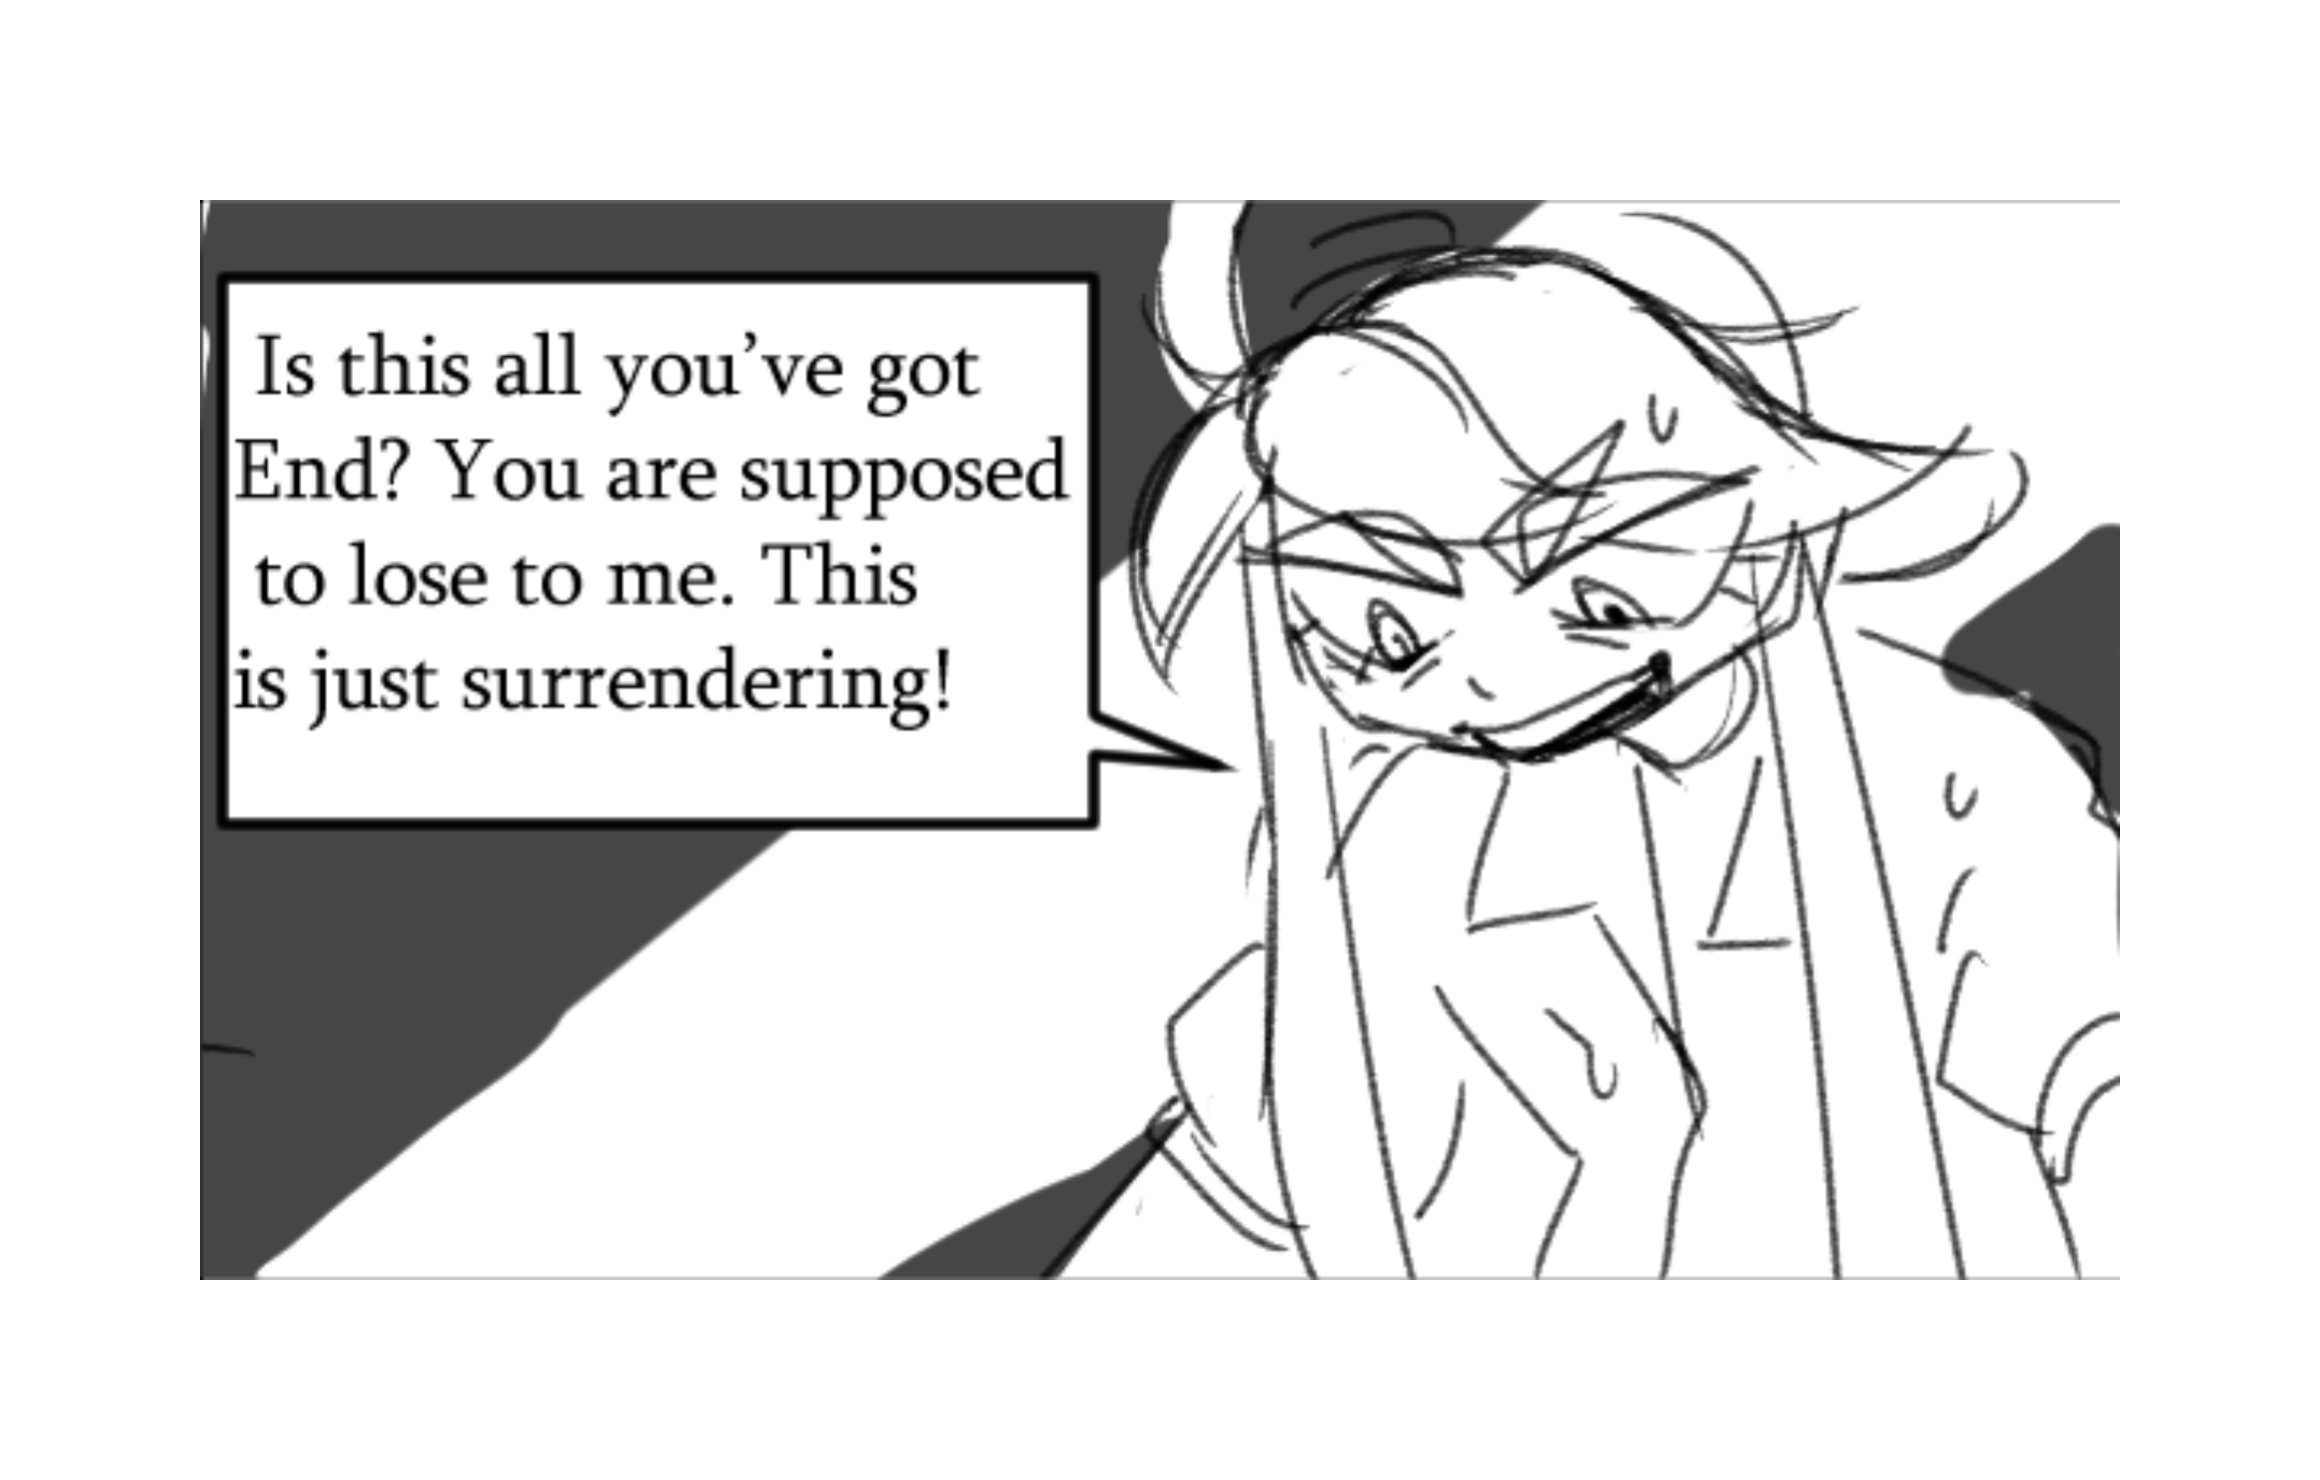 Is this all you’ve got
End? You are supposed
to lose to me. This
is just surrendering!